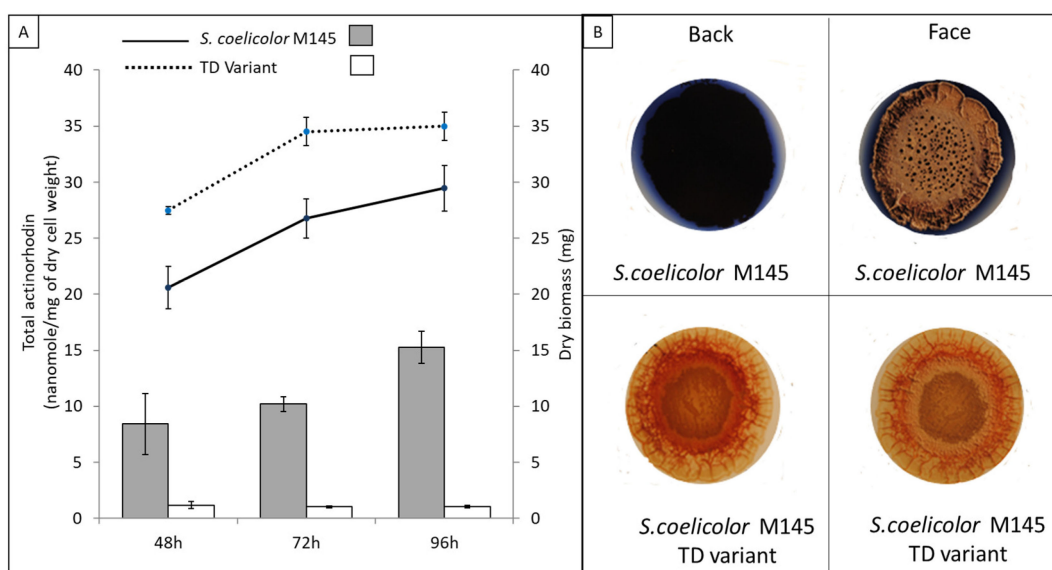 A
S. coelicolor M145
TD Variant
Total actinorhodin
(nanomole/mg of dry cell weight)
40
35
30
25
20
15
10
5
0
40
35
30
25
20
15
10
5
0
Dry biomass (mg)
48h
72h
96h
B
Back
Face
S.coelicolor M145
S.coelicolor M145
S.coelicolor M145
TD variant
S.coelicolor M145
TD variant